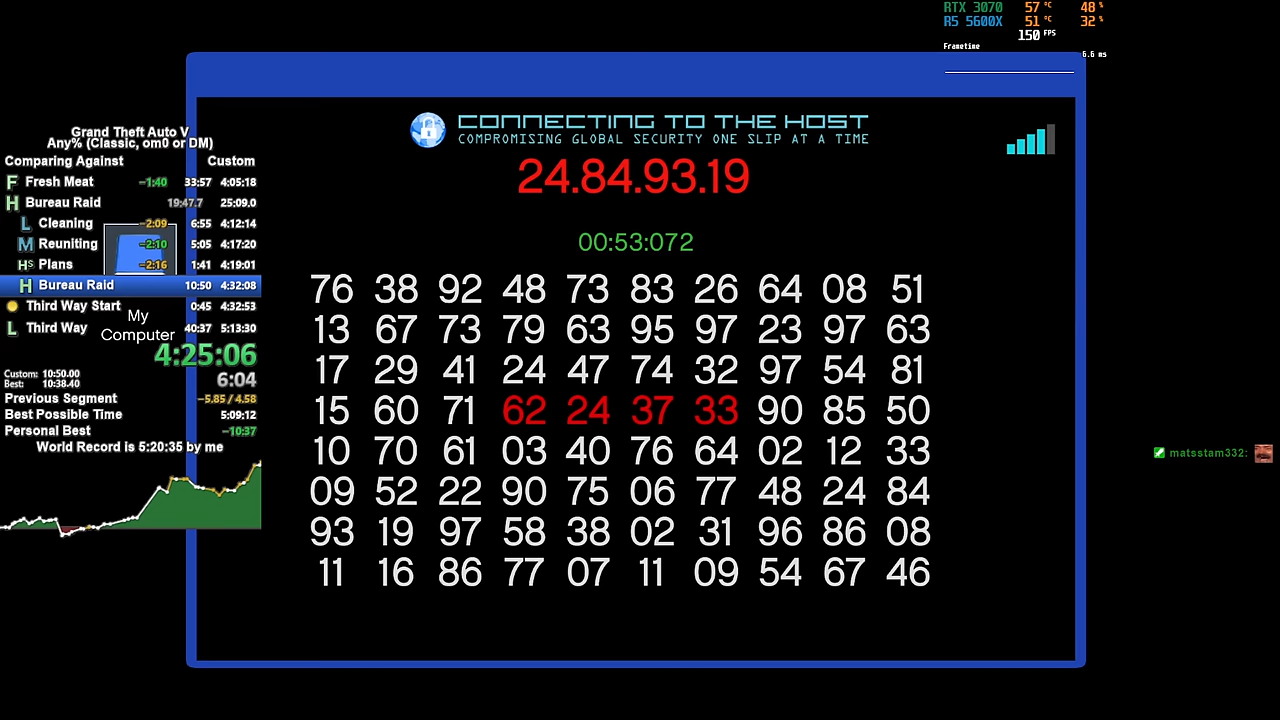 RTX 3070 57 °C 48 %
R5 5600X 51 °C 32 %
150 FPS
Frametime
6.6 ms
CONNECTING TO THE HOST
COMPROMISING GLOBAL SECURITY ONE SLIP AT A TIME
24.84.93.19
00:53:072
76 38 92 48 73 83 26 64 08 51
13 67 73 79 63 95 97 23 97 63
17 29 41 24 47 74 32 97 54 81
15 60 71 62 24 37 33 90 85 50
10 70 61 03 40 76 64 02 12 33
09 52 22 90 75 06 77 48 24 84
93 19 97 58 38 02 31 96 86 08
11 16 86 77 07 11 09 54 67 46
Grand Theft Auto V
Any% (Classic, om0 or DM)
Comparing Against Custom
F Fresh Meat −1:40 33:57 4:05:18
H Bureau Raid 19:47.7 25:09.0
L Cleaning −2:09 6:55 4:12:14
M Reuniting −2:10 5:05 4:17:20
Hs Plans −2:16 1:41 4:19:01
H Bureau Raid 10:50 4:32:08
Third Way Start 0:45 4:32:53
L Third Way 40:37 5:13:30
My
Computer
4:25:06
Custom: 10:50.00
Best: 10:38.40
6:04
Previous Segment −5.85 / 4.58
Best Possible Time 5:09:12
Personal Best −10:37
World Record is 5:20:35 by me
matsstam332: